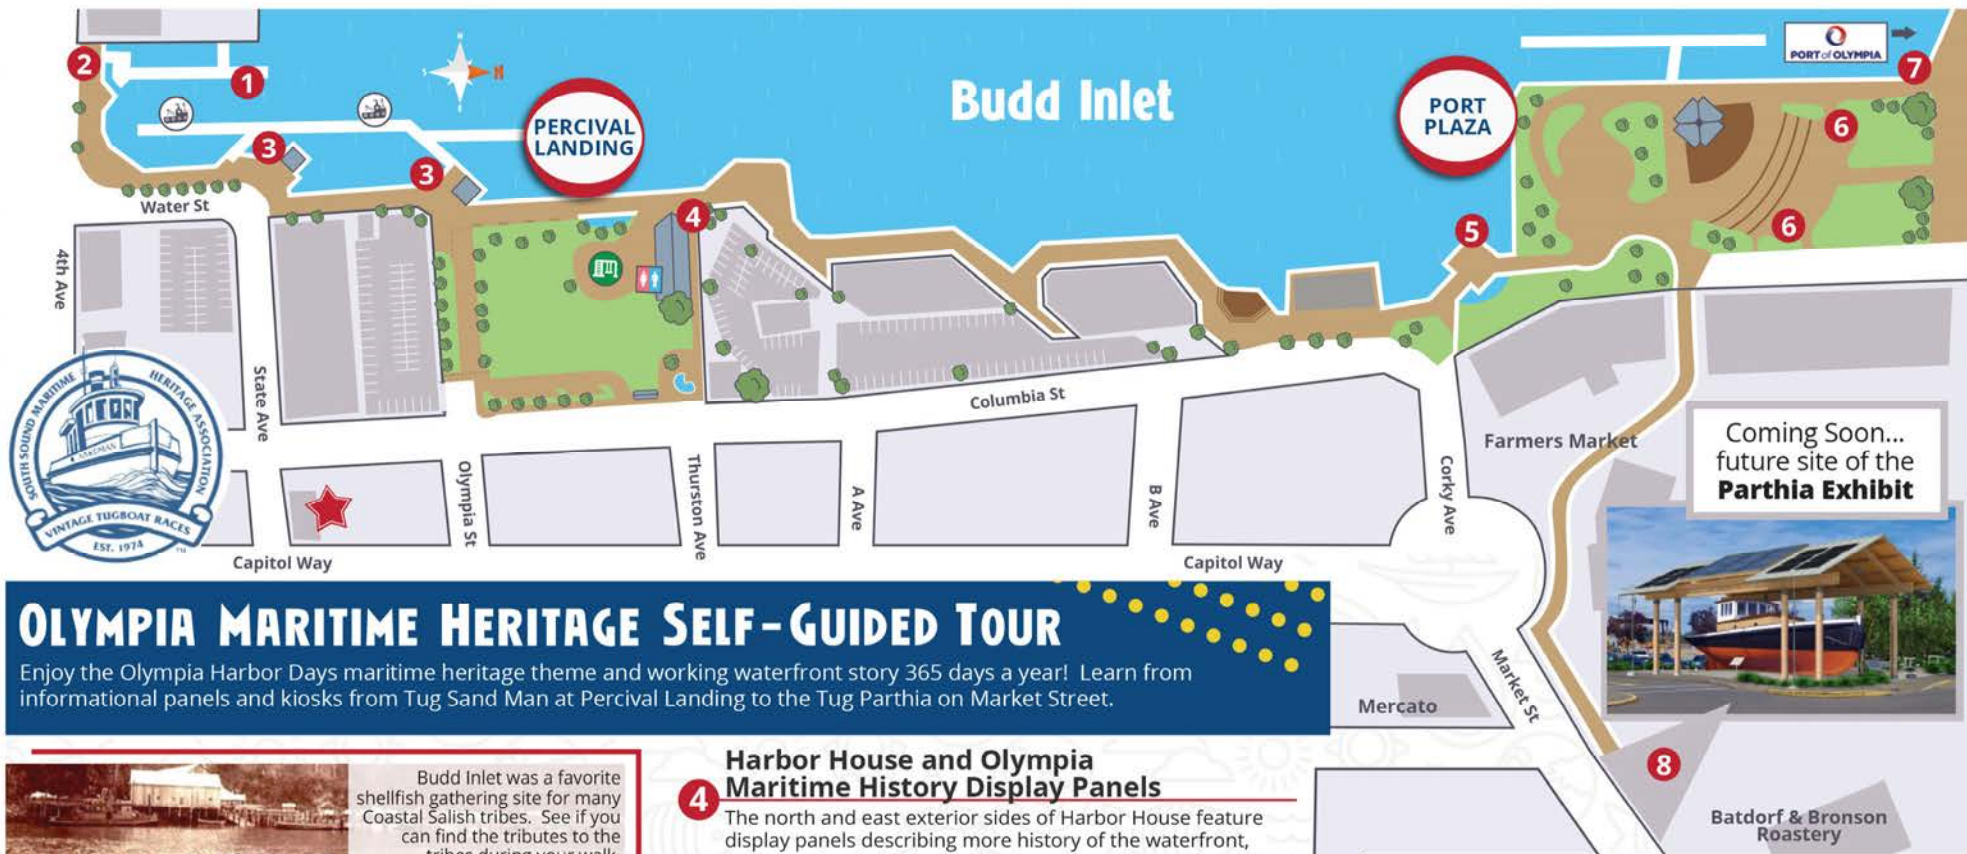 2
1
S
N
3
3
PERCIVAL
LANDING
Budd Inlet
PORT
PLAZA
PORT of OLYMPIA
7
6
6
5
4
Water St
4th Ave
State Ave
Olympia St
Thurston Ave
A Ave
B Ave
Corky Ave
Columbia St
Capitol Way
Capitol Way
Farmers Market
Market St
Mercato
8
Batdorf & Bronson
Roastery
Coming Soon...
future site of the
Parthia Exhibit
SOUTH SOUND MARITIME HERITAGE ASSOCIATION
SANDMAN
VINTAGE TUGBOAT RACES
EST. 1974
TM
OLYMPIA MARITIME HERITAGE SELF-GUIDED TOUR
Enjoy the Olympia Harbor Days maritime heritage theme and working waterfront story 365 days a year! Learn from
informational panels and kiosks from Tug Sand Man at Percival Landing to the Tug Parthia on Market Street.
Budd Inlet was a favorite
shellfish gathering site for many
Coastal Salish tribes. See if you
can find the tributes to the
tribes during your walk.
4
Harbor House and Olympia
Maritime History Display Panels
The north and east exterior sides of Harbor House feature
display panels describing more history of the waterfront,